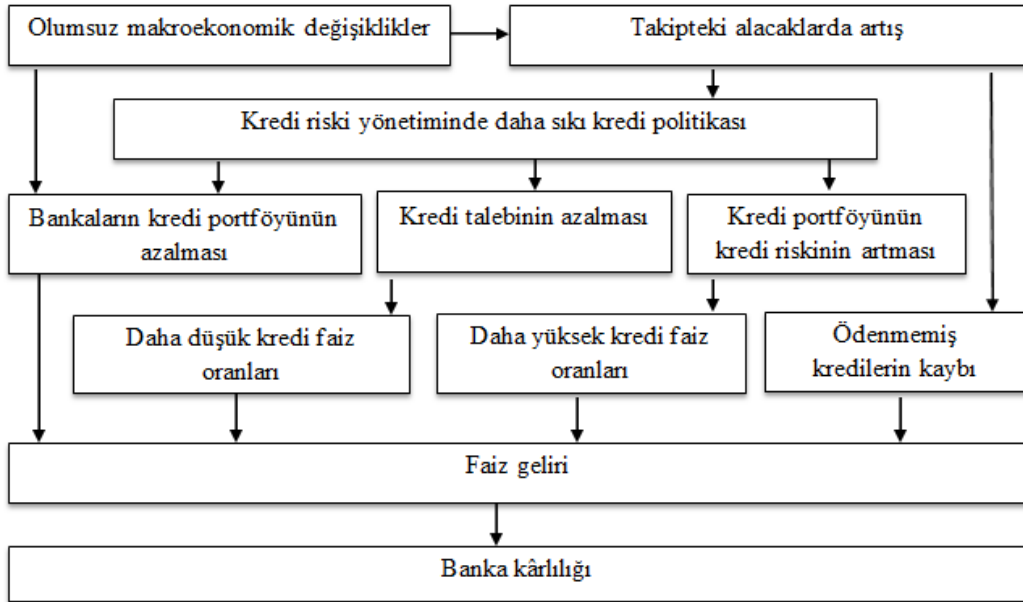 Olumsuz makroekonomik değişiklikler
Takipteki alacaklarda artış
Kredi riski yönetiminde daha sıkı kredi politikası
Bankaların kredi portföyünün
azalması
Kredi talebinin azalması
Kredi portföyünün
kredi riskinin artması
Daha düşük kredi faiz
oranları
Daha yüksek kredi faiz
oranları
Ödenmemiş
kredilerin kaybı
Faiz geliri
Banka kârlılığı